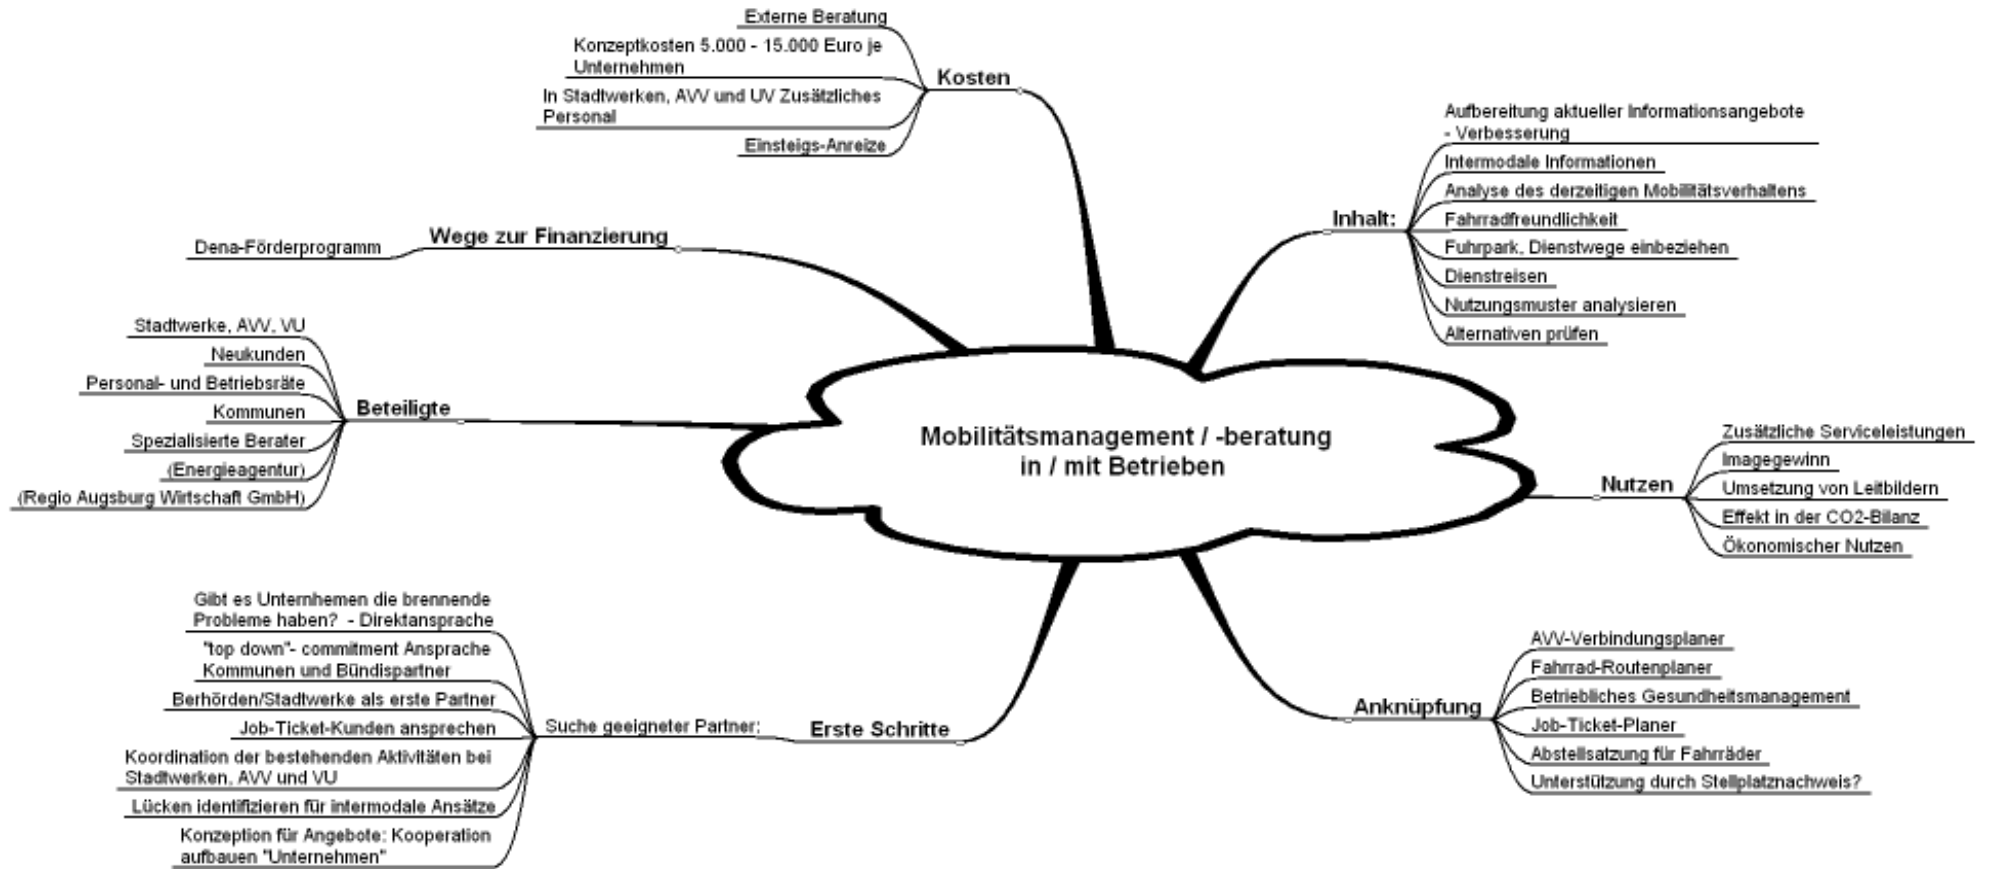 Externe Beratung
Konzeptkosten 5.000 - 15.000 Euro je
Unternehmen
In Stadtwerken, AVV und UV Zusätzliches
Personal
Einsteigs-Anreize
Kosten
Wege zur Finanzierung
Dena-Förderprogramm
Stadtwerke, AVV, VU
Neukunden
Personal- und Betriebsräte
Kommunen
Spezialisierte Berater
(Energieagentur)
(Regio Augsburg Wirtschaft GmbH)
Beteiligte
Mobilitätsmanagement / -beratung
in / mit Betrieben
Inhalt:
Aufbereitung aktueller Informationsangebote
- Verbesserung
Intermodale Informationen
Analyse des derzeitigen Mobilitätsverhaltens
Fahrradfreundlichkeit
Fuhrpark, Dienstwege einbeziehen
Dienstreisen
Nutzungsmuster analysieren
Alternativen prüfen
Nutzen
Zusätzliche Serviceleistungen
Imagegewinn
Umsetzung von Leitbildern
Effekt in der CO2-Bilanz
Ökonomischer Nutzen
Gibt es Unternhemen die brennende
Probleme haben? - Direktansprache
"top down"- commitment Ansprache
Kommunen und Bündispartner
Berhörden/Stadtwerke als erste Partner
Job-Ticket-Kunden ansprechen
Koordination der bestehenden Aktivitäten bei
Stadtwerken, AVV und VU
Lücken identifizieren für intermodale Ansätze
Konzeption für Angebote: Kooperation
aufbauen "Unternehmen"
Suche geeigneter Partner:
Erste Schritte
Anknüpfung
AVV-Verbindungsplaner
Fahrrad-Routenplaner
Betriebliches Gesundheitsmanagement
Job-Ticket-Planer
Abstellsatzung für Fahrräder
Unterstützung durch Stellplatznachweis?